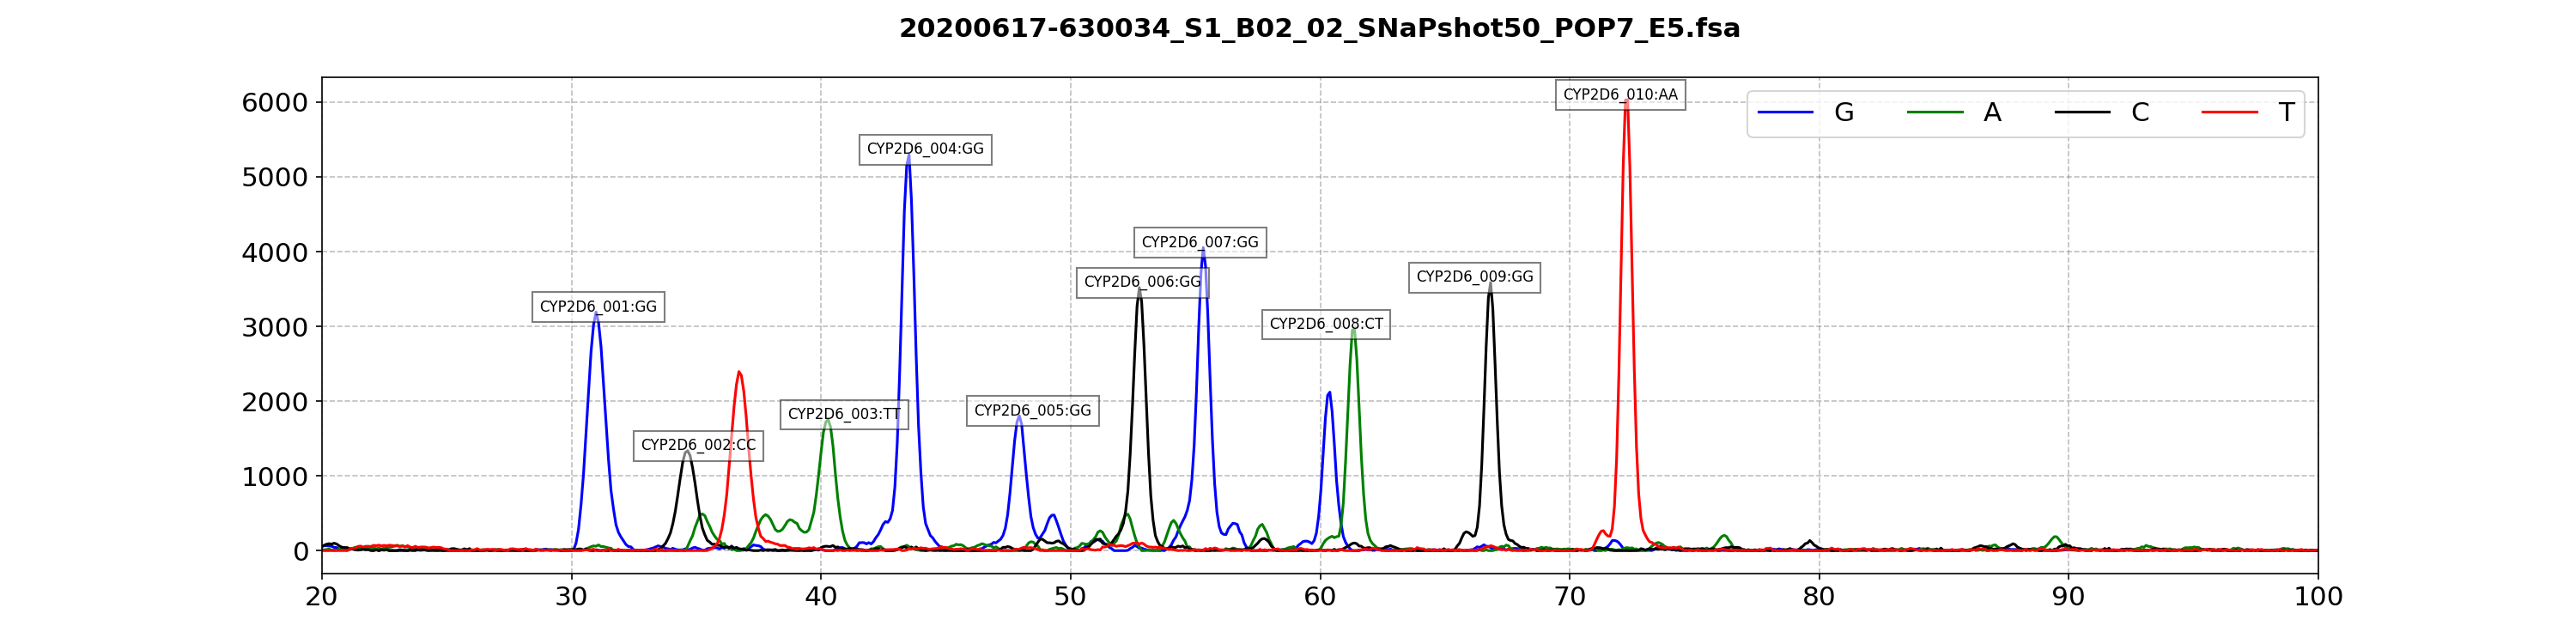 20200617-630034_S1_B02_02_SNaPshot50_POP7_E5.fsa
6000
5000
4000
3000
2000
1000
0
CYP2D6_010:AA
G A C T
CYP2D6_004:GG
CYP2D6_007:GG
CYP2D6_006:GG
CYP2D6_009:GG
CYP2D6_001:GG
CYP2D6_008:CT
CYP2D6_003:TT
CYP2D6_005:GG
CYP2D6_002:CC
20 30 40 50 60 70 80 90 100